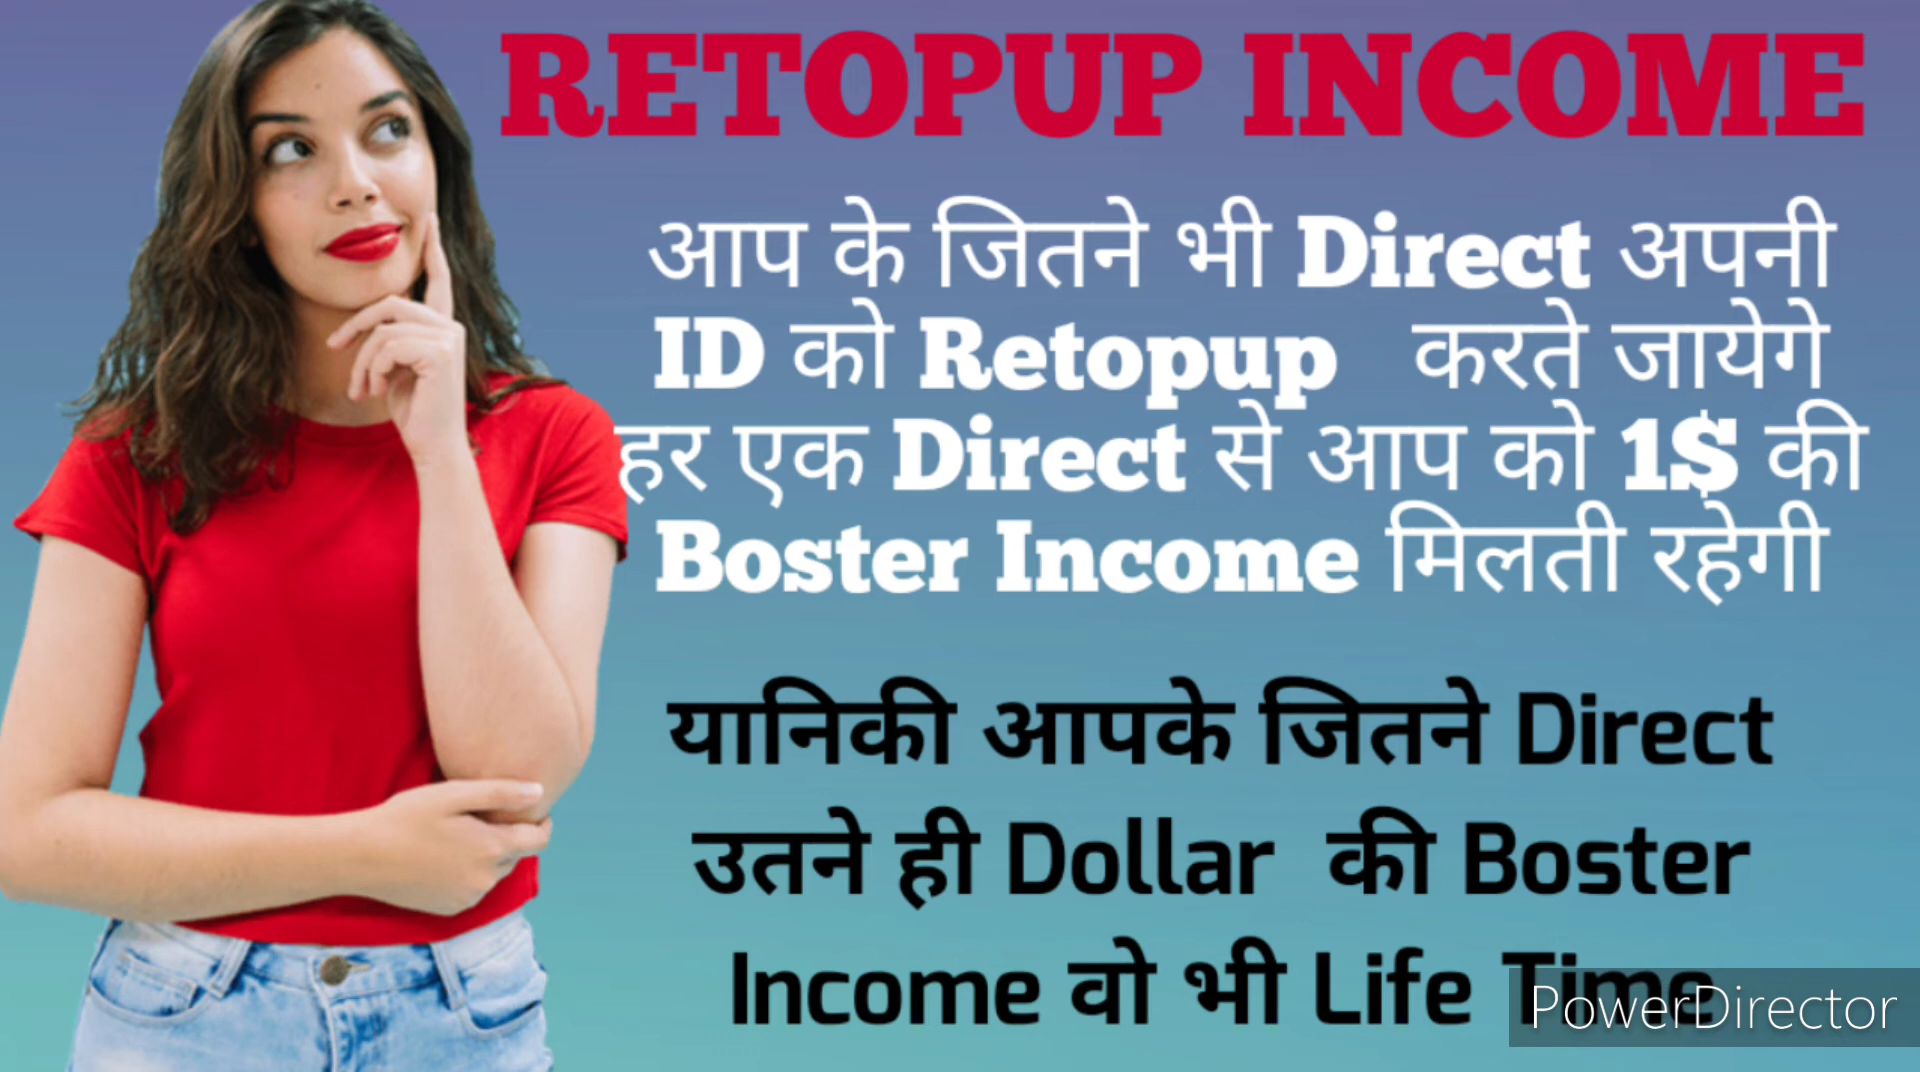 RETOPUP INCOME
आप के जितने भी Direct अपनी
ID को Retopup करते जायेगे
हर एक Direct से आप को 1$ की
Boster Income मिलती रहेगी
यानिकी आपके जितने Direct
उतने ही Dollar की Boster
Income वो भी Life Time
PowerDirector